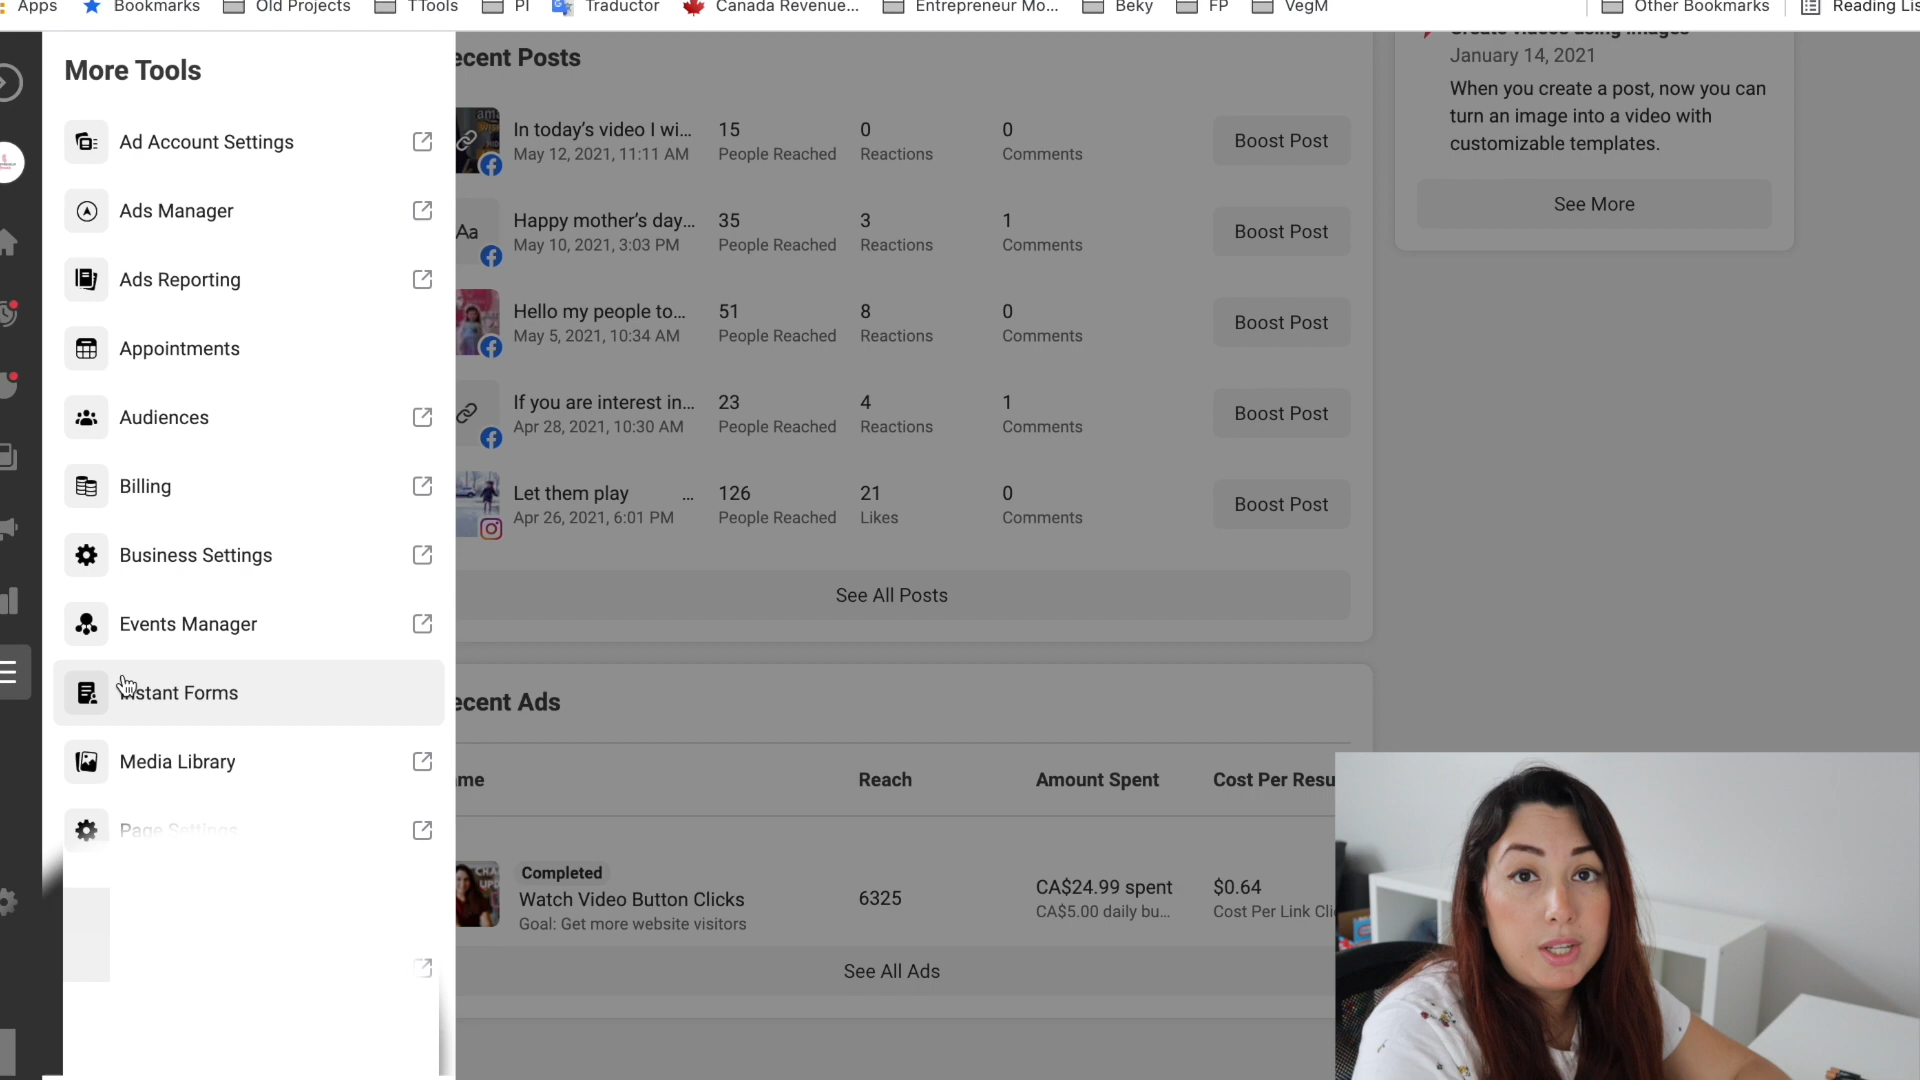 Apps Bookmarks Old Projects TTools PI Traductor Canada Revenue... Entrepreneur Mo... Beky FP VegM Other Bookmarks Reading Lis
More Tools
Ad Account Settings
Ads Manager
Ads Reporting
Appointments
Audiences
Billing
Business Settings
Events Manager
Instant Forms
Media Library
Page Settings
ecent Posts
In today's video I wi... 15 0 0 Boost Post
May 12, 2021, 11:11 AM People Reached Reactions Comments
Aa
Happy mother's day... 35 3 1 Boost Post
May 10, 2021, 3:03 PM People Reached Reactions Comments
Hello my people to... 51 8 0 Boost Post
May 5, 2021, 10:34 AM People Reached Reactions Comments
If you are interest in... 23 4 1 Boost Post
Apr 28, 2021, 10:30 AM People Reached Reactions Comments
Let them play ... 126 21 0 Boost Post
Apr 26, 2021, 6:01 PM People Reached Likes Comments
See All Posts
ecent Ads
me Reach Amount Spent Cost Per Resu
Completed
Watch Video Button Clicks 6325 CA$24.99 spent $0.64
Goal: Get more website visitors CA$5.00 daily bu... Cost Per Link Cli
See All Ads
Create videos using images
January 14, 2021
When you create a post, now you can
turn an image into a video with
customizable templates.
See More